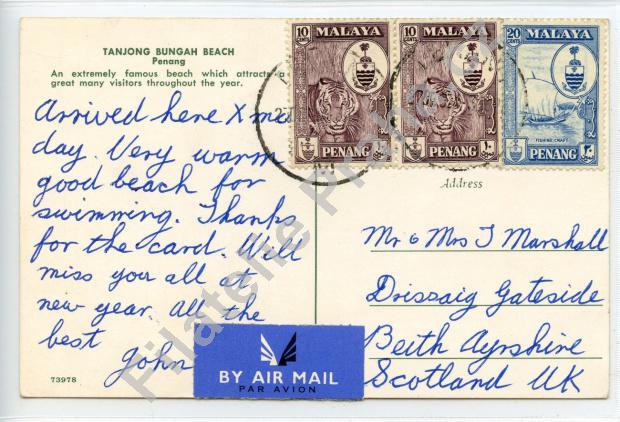 TANJONG BUNGAH BEACH
Penang
An extremely famous beach which attracts a
great many visitors throughout the year.
Arrived here Xmas
day. Very warm
good beach for
swimming. Thanks
for the card. Will
miss you all at
new year. All the
best
John
73978
BY AIR MAIL
PAR AVION
10 CENTS MALAYA
PENANG
10 CENTS MALAYA
PENANG
20 CENTS MALAYA
FISHING CRAFT
PENANG
Address
Mr & Mrs J Marshall
Drissaig Gateside
Beith Ayrshire
Scotland UK